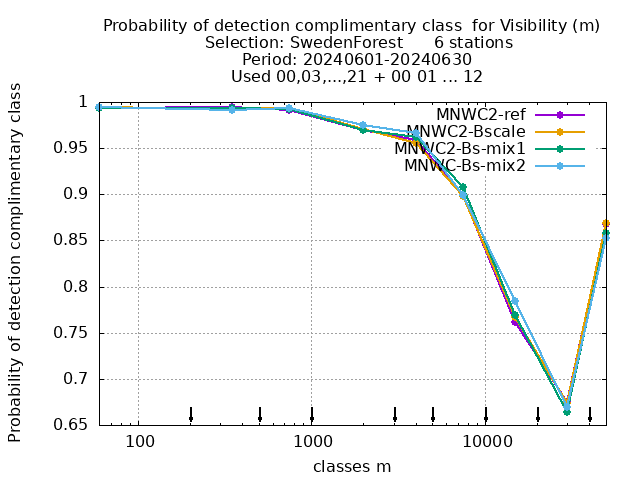 Probability of detection complimentary class  for Visibility (m)
Selection: SwedenForest      6 stations
Period: 20240601-20240630
Used 00,03,...,21 + 00 01 ... 12
Probability of detection complimentary class
1
0.95
0.9
0.85
0.8
0.75
0.7
0.65
MNWC2-ref
MNWC2-Bscale
MNWC2-Bs-mix1
MNWC-Bs-mix2
100
1000
10000
classes m